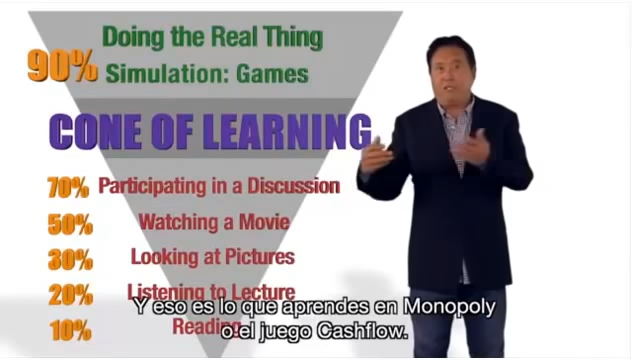 Doing the Real Thing
90% Simulation: Games
CONE OF LEARNING
70% Participating in a Discussion
50% Watching a Movie
30% Looking at Pictures
20% Listening to Lecture
10% Reading
Y eso es lo que aprendes en Monopoly
o el juego Cashflow.